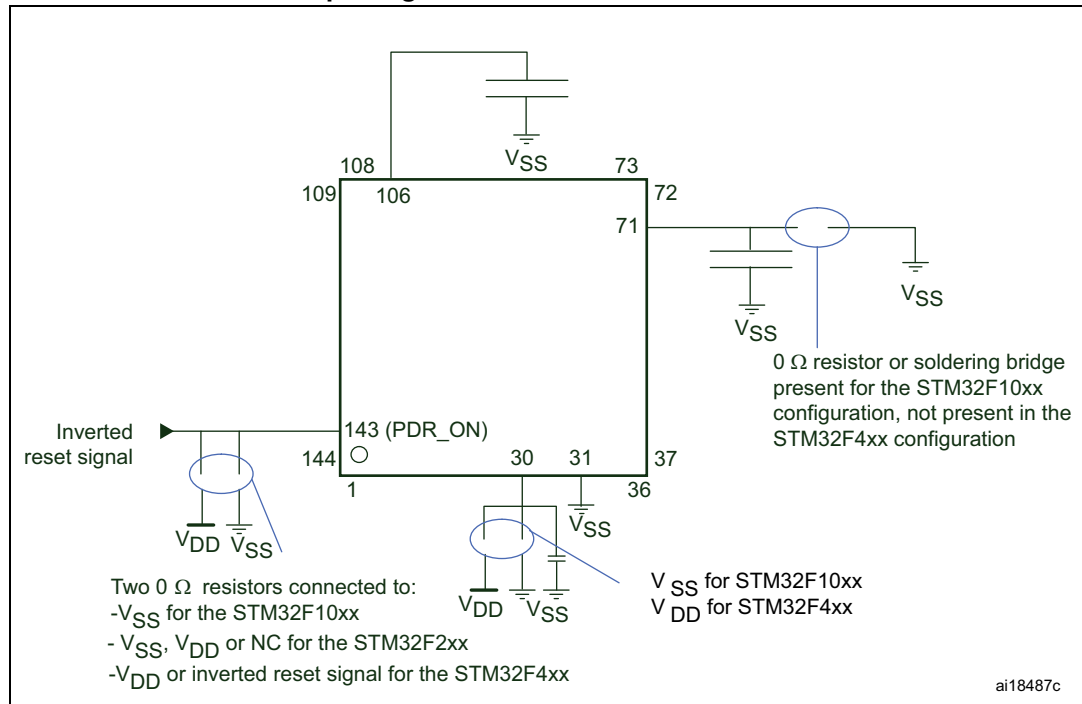 VSS
108
73
109
106
72
71
VSS
VSS
0 Ω resistor or soldering bridge
present for the STM32F10xx
configuration, not present in the
STM32F4xx configuration
Inverted
reset signal
143 (PDR_ON)
144
30
31
37
1
36
VDD
VSS
VSS
VDD
VSS
Two 0 Ω resistors connected to:
-VSS for the STM32F10xx
- VSS, VDD or NC for the STM32F2xx
-VDD or inverted reset signal for the STM32F4xx
VSS for STM32F10xx
VDD for STM32F4xx
ai18487c